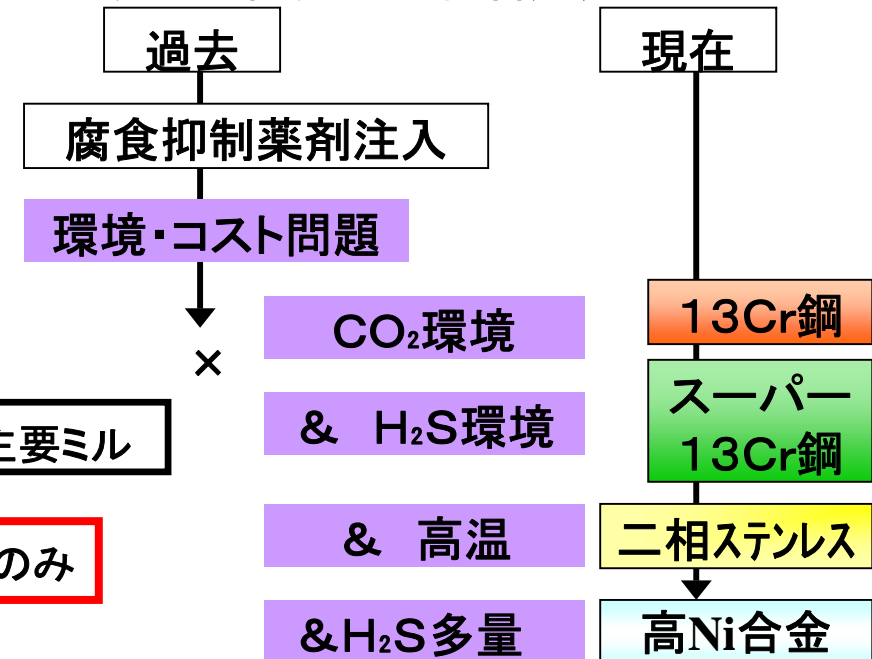 過去
現在
腐食抑制薬剤注入
環境・コスト問題
×
CO₂環境
13Cr鋼
& H₂S環境
スーパー
13Cr鋼
主要ミル
& 高温
二相ステンレス
のみ
&H₂S多量
高Ni合金